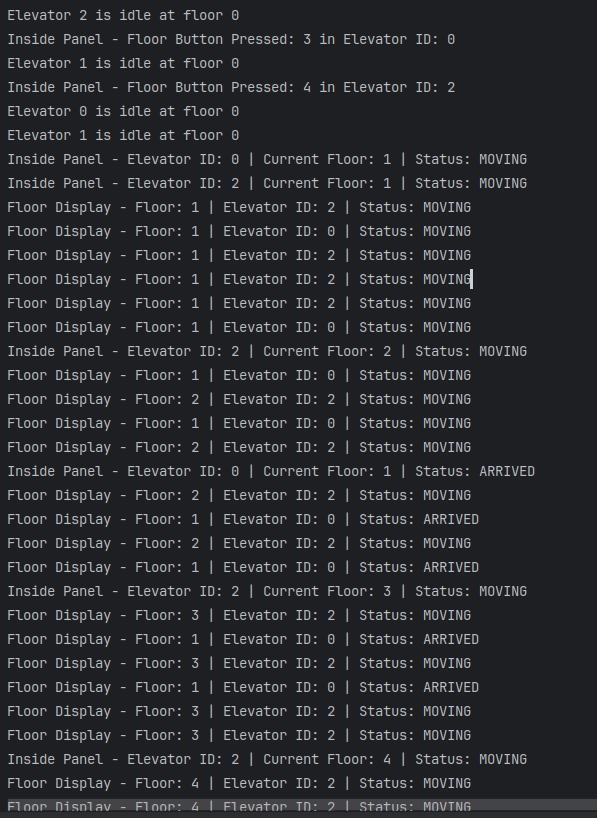 Elevator 2 is idle at floor 0
Inside Panel - Floor Button Pressed: 3 in Elevator ID: 0
Elevator 1 is idle at floor 0
Inside Panel - Floor Button Pressed: 4 in Elevator ID: 2
Elevator 0 is idle at floor 0
Elevator 1 is idle at floor 0
Inside Panel - Elevator ID: 0 | Current Floor: 1 | Status: MOVING
Inside Panel - Elevator ID: 2 | Current Floor: 1 | Status: MOVING
Floor Display - Floor: 1 | Elevator ID: 2 | Status: MOVING
Floor Display - Floor: 1 | Elevator ID: 0 | Status: MOVING
Floor Display - Floor: 1 | Elevator ID: 2 | Status: MOVING
Floor Display - Floor: 1 | Elevator ID: 2 | Status: MOVING
Floor Display - Floor: 1 | Elevator ID: 2 | Status: MOVING
Floor Display - Floor: 1 | Elevator ID: 0 | Status: MOVING
Inside Panel - Elevator ID: 2 | Current Floor: 2 | Status: MOVING
Floor Display - Floor: 1 | Elevator ID: 0 | Status: MOVING
Floor Display - Floor: 2 | Elevator ID: 2 | Status: MOVING
Floor Display - Floor: 1 | Elevator ID: 0 | Status: MOVING
Floor Display - Floor: 2 | Elevator ID: 2 | Status: MOVING
Inside Panel - Elevator ID: 0 | Current Floor: 1 | Status: ARRIVED
Floor Display - Floor: 2 | Elevator ID: 2 | Status: MOVING
Floor Display - Floor: 1 | Elevator ID: 0 | Status: ARRIVED
Floor Display - Floor: 2 | Elevator ID: 2 | Status: MOVING
Floor Display - Floor: 1 | Elevator ID: 0 | Status: ARRIVED
Inside Panel - Elevator ID: 2 | Current Floor: 3 | Status: MOVING
Floor Display - Floor: 3 | Elevator ID: 2 | Status: MOVING
Floor Display - Floor: 1 | Elevator ID: 0 | Status: ARRIVED
Floor Display - Floor: 3 | Elevator ID: 2 | Status: MOVING
Floor Display - Floor: 1 | Elevator ID: 0 | Status: ARRIVED
Floor Display - Floor: 3 | Elevator ID: 2 | Status: MOVING
Floor Display - Floor: 3 | Elevator ID: 2 | Status: MOVING
Inside Panel - Elevator ID: 2 | Current Floor: 4 | Status: MOVING
Floor Display - Floor: 4 | Elevator ID: 2 | Status: MOVING
Floor Display - Floor: 4 | Elevator ID: 2 | Status: MOVING